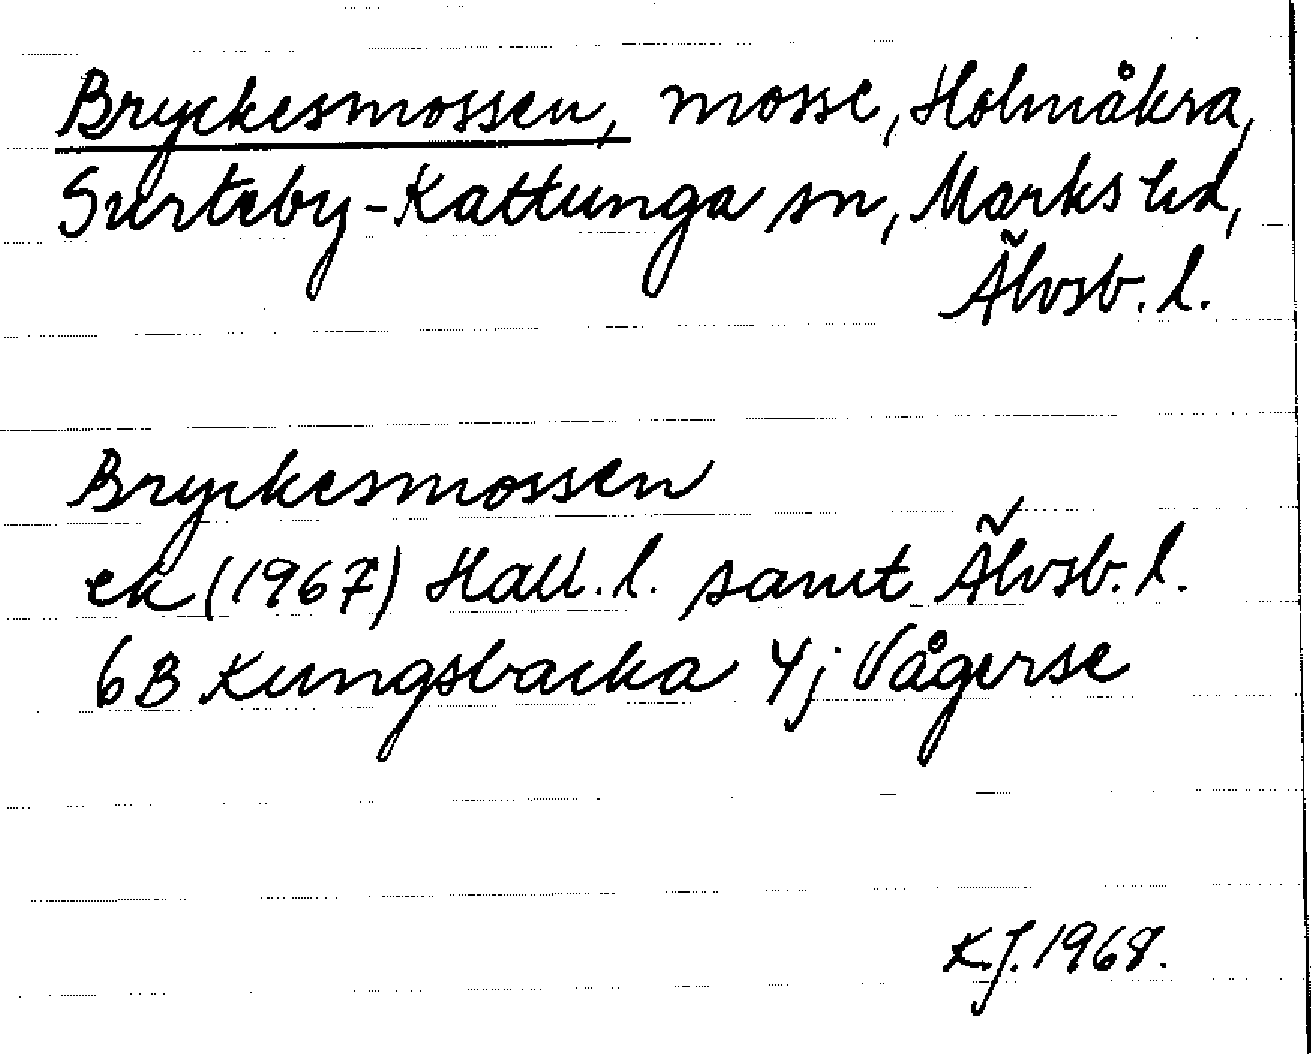 Bryckesmossen, mosse, Holmåkra,
Surteby-Kattunga sn, Marks hd,
Älvsb. l.
Bryckesmossen
ek (1967) Hall. l. samt Älvsb. l.
6B Kungsbacka 4j Vågerse
K.J. 1968.